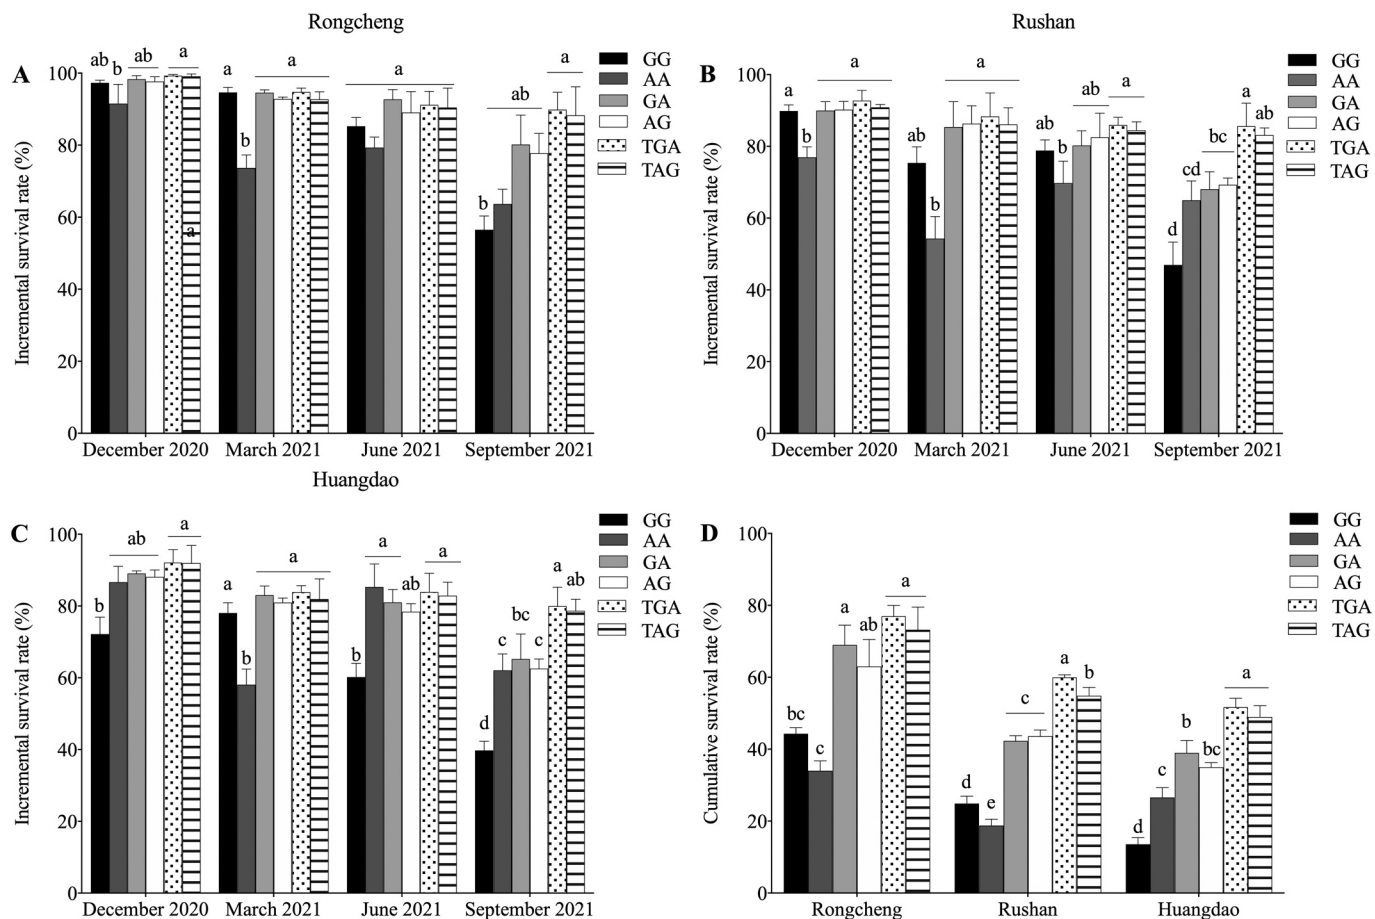 Rongcheng
A
Incremental survival rate (%)
100
80
60
40
20
0
ab
b
ab
a
a
a
b
a
a
b
ab
a
GG
AA
GA
AG
TGA
TAG
December 2020
March 2021
June 2021
September 2021
Rushan
B
Incremental survival rate (%)
100
80
60
40
20
0
a
b
a
ab
b
a
ab
b
ab
a
d
cd
bc
a
ab
GG
AA
GA
AG
TGA
TAG
December 2020
March 2021
June 2021
September 2021
Huangdao
C
Incremental survival rate (%)
100
80
60
40
20
0
b
ab
a
a
b
a
b
a
ab
a
d
c
bc
c
a
ab
GG
AA
GA
AG
TGA
TAG
December 2020
March 2021
June 2021
September 2021
D
Cumulative survival rate (%)
100
80
60
40
20
0
bc
c
a
ab
a
d
e
c
a
b
d
c
b
bc
a
GG
AA
GA
AG
TGA
TAG
Rongcheng
Rushan
Huangdao